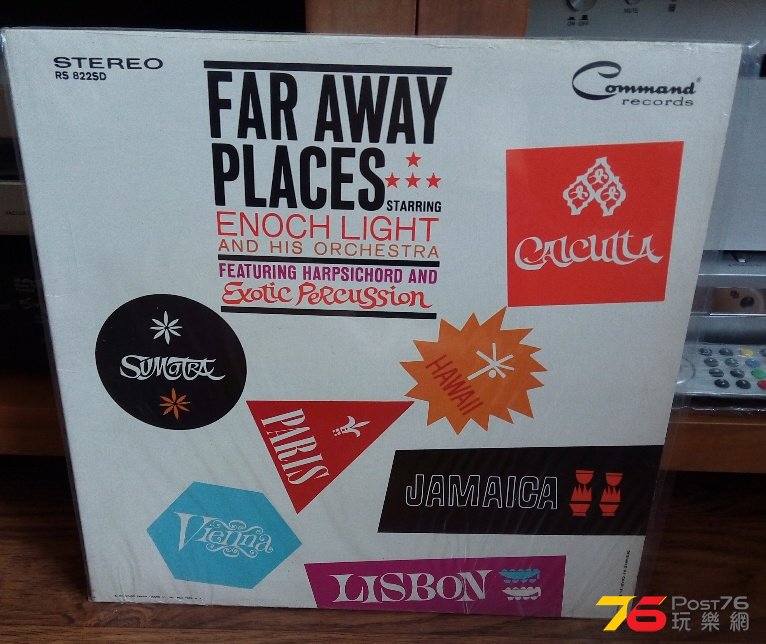 STEREO
RS 822SD
FAR AWAY
PLACES
STARRING
ENOCH LIGHT
AND HIS ORCHESTRA
FEATURING HARPSICHORD AND
Exotic Percussion
Command®
records
CALCUTTA
SUMATRA
HAWAII
PARIS
JAMAICA
Vienna
LISBON
76 POST76
玩樂網